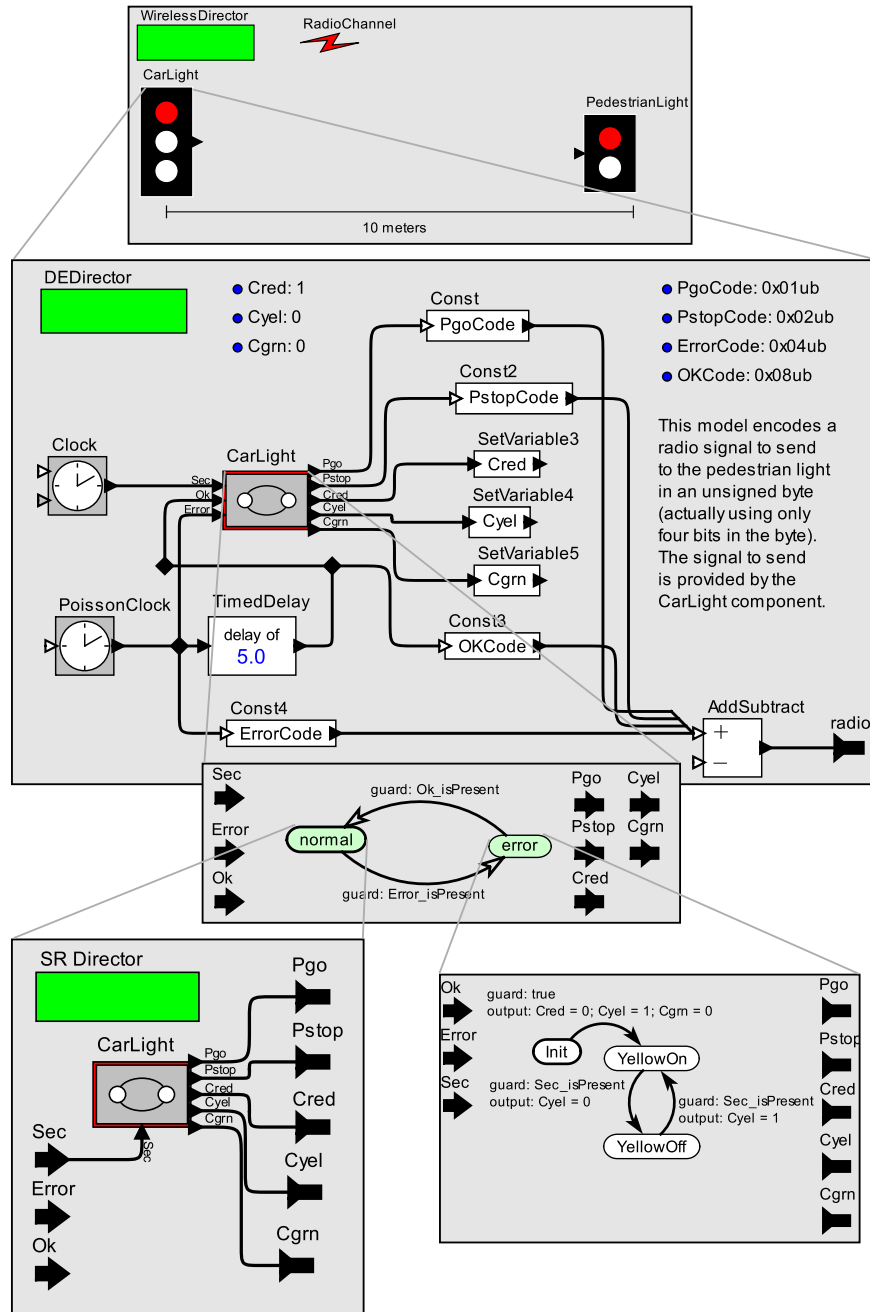 WirelessDirector
RadioChannel
CarLight
PedestrianLight
10 meters
DEDirector
Cred: 1
Cyel: 0
Cgrn: 0
Const
PgoCode
PgoCode: 0x01ub
PstopCode: 0x02ub
ErrorCode: 0x04ub
OKCode: 0x08ub
Const2
PstopCode
This model encodes a
radio signal to send
to the pedestrian light
in an unsigned byte
(actually using only
four bits in the byte).
The signal to send
is provided by the
CarLight component.
Clock
CarLight
Sec
Ok
Error
Pgo
Pstop
Cred
Cyel
Cgrn
SetVariable3
Cred
SetVariable4
Cyel
SetVariable5
Cgrn
PoissonClock
TimedDelay
delay of
5.0
Const3
OKCode
Const4
ErrorCode
AddSubtract
+
−
radio
Sec
Error
Ok
guard: Ok_isPresent
normal
error
guard: Error_isPresent
Pgo
Cyel
Pstop
Cgrn
Cred
SR Director
CarLight
Pgo
Pstop
Cred
Cyel
Cgrn
Sec
Sec
Error
Ok
Pgo
Pstop
Cred
Cyel
Cgrn
Ok
Error
Sec
guard: true
output: Cred = 0; Cyel = 1; Cgrn = 0
Init
YellowOn
guard: Sec_isPresent
output: Cyel = 0
guard: Sec_isPresent
output: Cyel = 1
YellowOff
Pgo
Pstop
Cred
Cyel
Cgrn